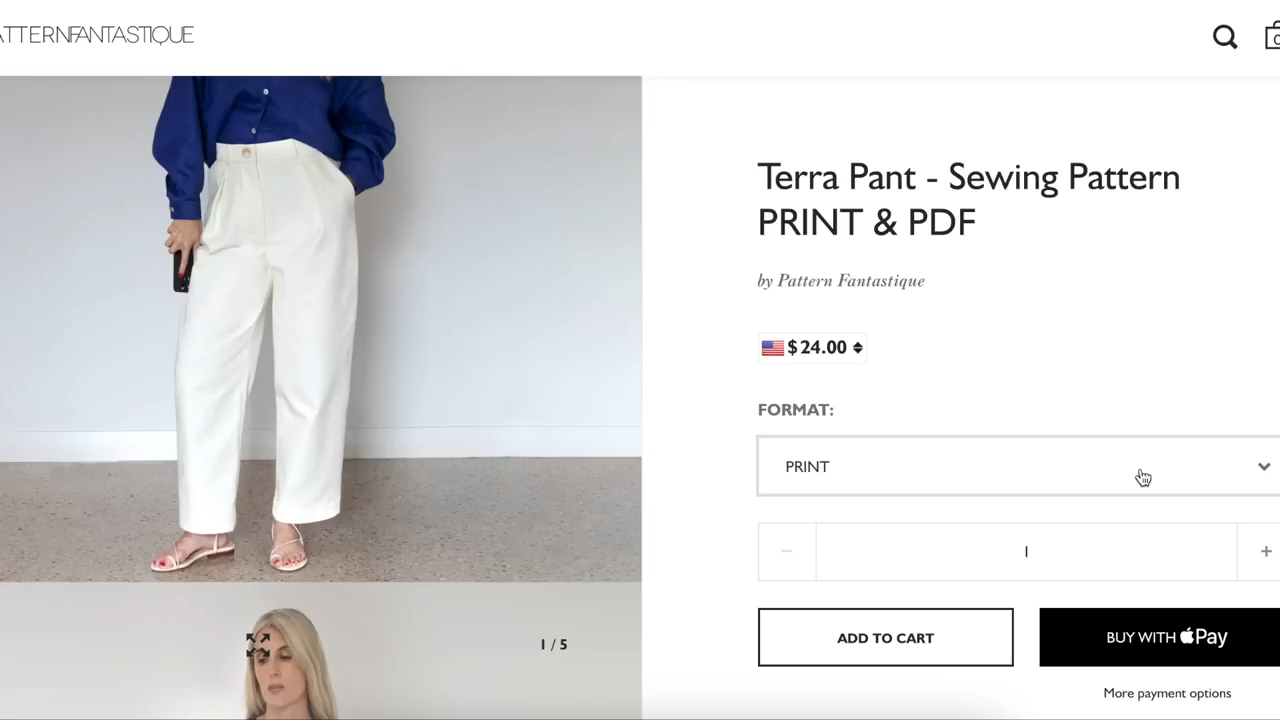 ATTERNFANTASTIQUE
0
Terra Pant - Sewing Pattern
PRINT & PDF
by Pattern Fantastique
$ 24.00
FORMAT:
PRINT
1
ADD TO CART
BUY WITH Pay
More payment options
1 / 5